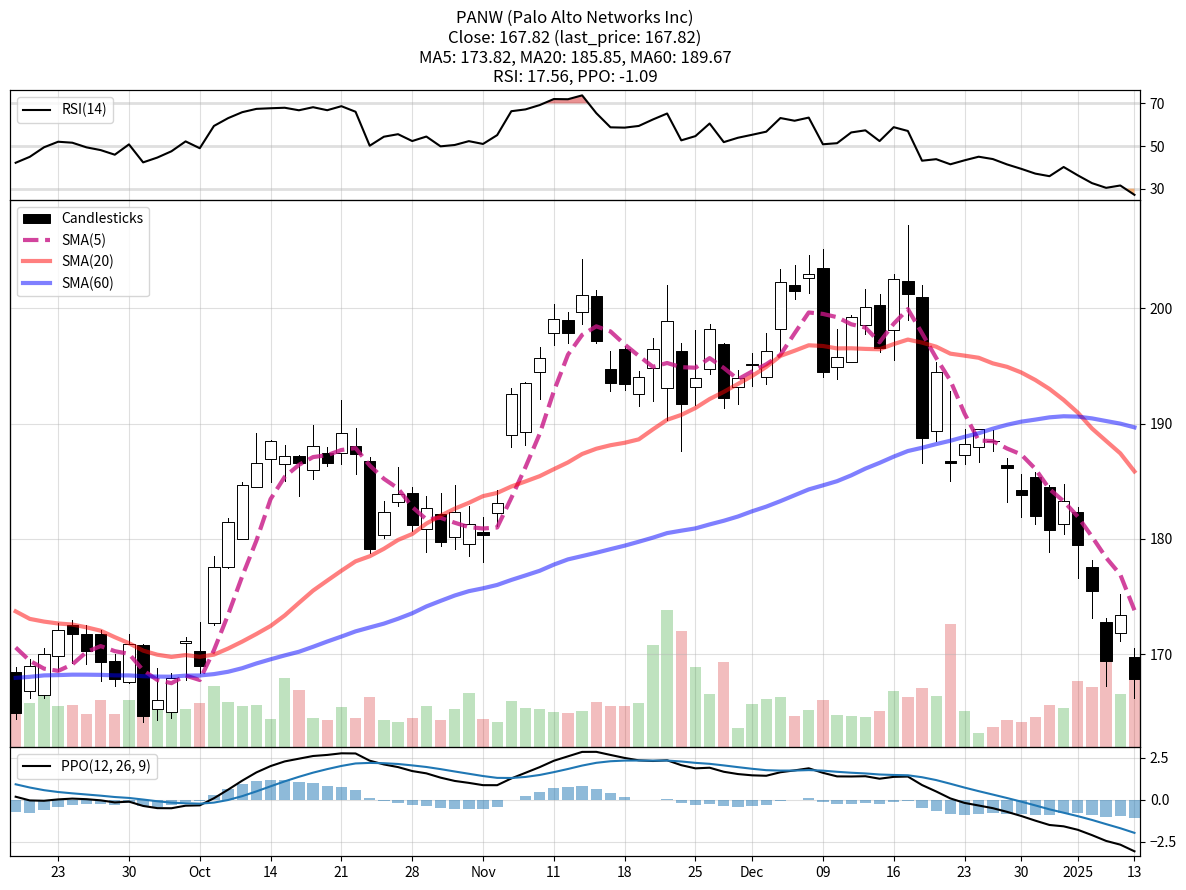 PANW (Palo Alto Networks Inc)
Close: 167.82 (last_price: 167.82)
MA5: 173.82, MA20: 185.85, MA60: 189.67
RSI: 17.56, PPO: -1.09
RSI(14)
70
50
30
Candlesticks
SMA(5)
SMA(20)
SMA(60)
200
190
180
170
PPO(12, 26, 9)
2.5
0.0
−2.5
23 30 Oct 14 21 28 Nov 11 18 25 Dec 09 16 23 30 2025 13